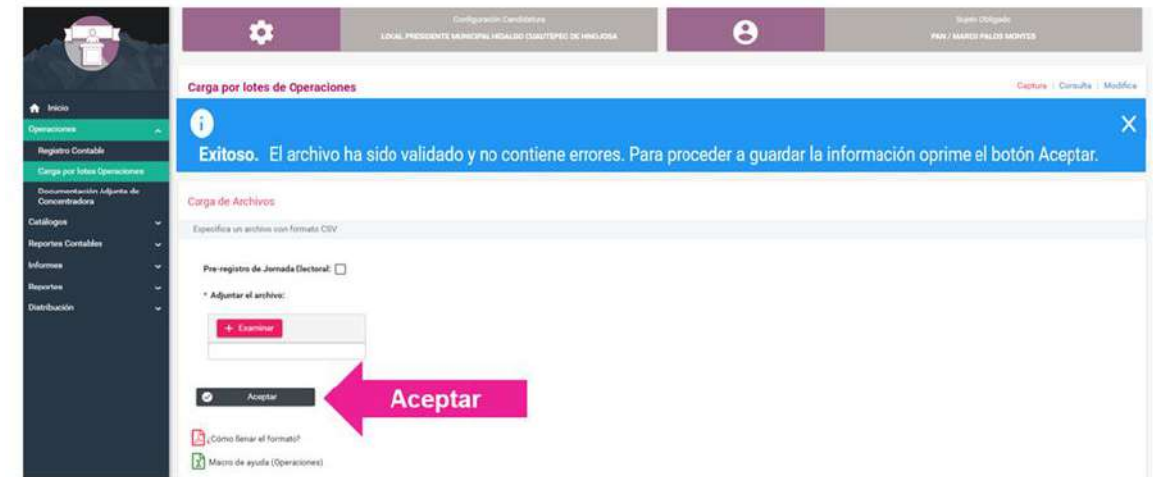 Configuración Candidatura
LOCAL PRESIDENTE MUNICIPAL HIDALGO CUAUTEPEC DE HINOJOSA
Sujeto Obligado
PAN / MARCO PALOS MONTES
Carga por lotes de Operaciones
Captura | Consulta | Modifica
Inicio
Operaciones
Registro Contable
Carga por lotes Operaciones
Documentación Adjunta de
Concentradora
Catálogos
Reportes Contables
Informes
Reportes
Distribución
Exitoso. El archivo ha sido validado y no contiene errores. Para proceder a guardar la información oprime el botón Aceptar.
Carga de Archivos
Especifica un archivo con formato CSV
Pre-registro de Jornada Electoral:
* Adjuntar el archivo:
+ Examinar
Aceptar
Aceptar
¿Cómo llenar el formato?
Macro de ayuda (Operaciones)